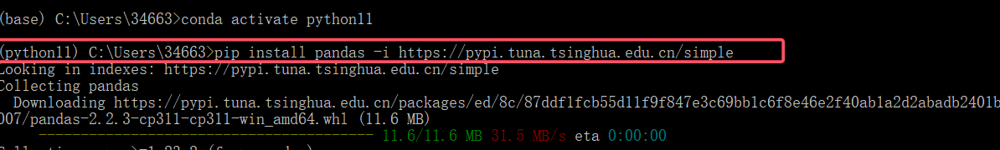 (base) C:\Users\34663>conda activate python11
(python11) C:\Users\34663>pip install pandas -i https://pypi.tuna.tsinghua.edu.cn/simple
Looking in indexes: https://pypi.tuna.tsinghua.edu.cn/simple
Collecting pandas
Downloading https://pypi.tuna.tsinghua.edu.cn/packages/ed/8c/87ddf1fcb55d11f9f847e3c69bb1c6f8e46e2f40ab1a2d2abadb2401b
007/pandas-2.2.3-cp311-cp311-win_amd64.whl (11.6 MB)
---------------------------------------- 11.6/11.6 MB 31.5 MB/s eta 0:00:00